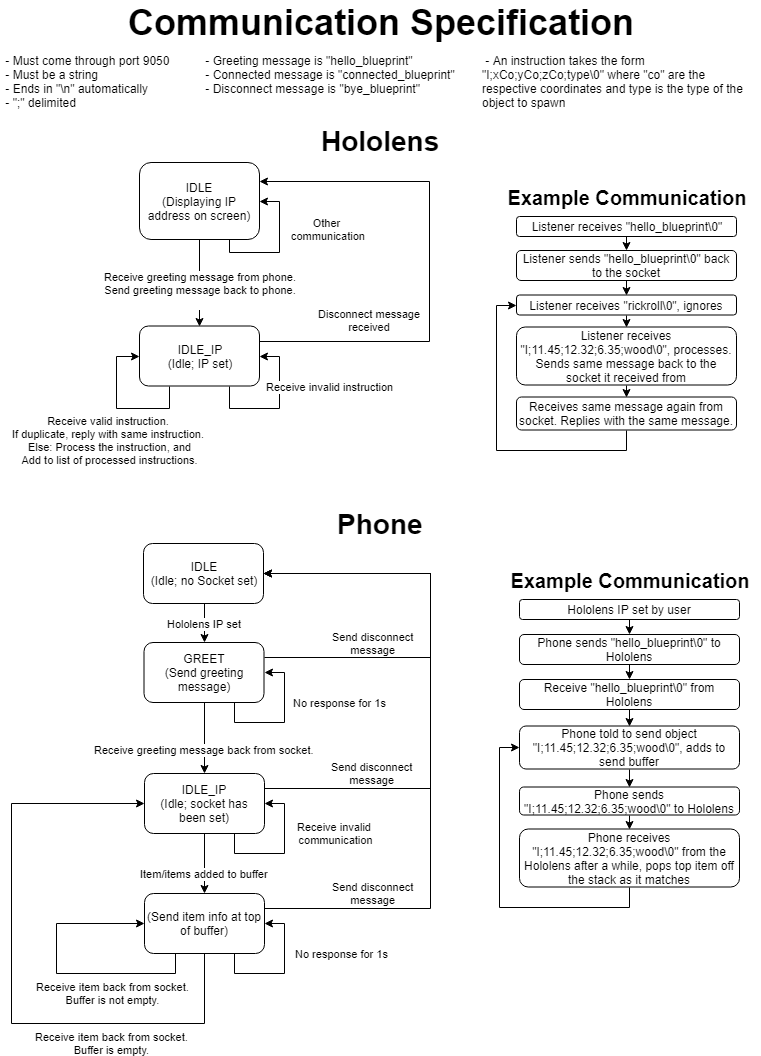 Communication Specification
- Must come through port 9050
- Must be a string
- Ends in "\n" automatically
- ";" delimited
- Greeting message is "hello_blueprint"
- Connected message is "connected_blueprint"
- Disconnect message is "bye_blueprint"
- An instruction takes the form
"I;xCo;yCo;zCo;type\0" where "co" are the
respective coordinates and type is the type of the
object to spawn
Hololens
IDLE
(Displaying IP
address on screen)
Other
communication
Receive greeting message from phone.
Send greeting message back to phone.
Disconnect message
received
IDLE_IP
(Idle; IP set)
Receive invalid instruction
Receive valid instruction.
If duplicate, reply with same instruction.
Else: Process the instruction, and
Add to list of processed instructions.
Example Communication
Listener receives "hello_blueprint\0"
Listener sends "hello_blueprint\0" back
to the socket
Listener receives "rickroll\0", ignores
Listener receives
"I;11.45;12.32;6.35;wood\0", processes.
Sends same message back to the
socket it received from
Receives same message again from
socket. Replies with the same message.
Phone
IDLE
(Idle; no Socket set)
Hololens IP set
GREET
(Send greeting
message)
Send disconnect
message
No response for 1s
Receive greeting message back from socket.
IDLE_IP
(Idle; socket has
been set)
Send disconnect
message
Receive invalid
communication
Item/items added to buffer
(Send item info at top
of buffer)
Send disconnect
message
No response for 1s
Receive item back from socket.
Buffer is not empty.
Receive item back from socket.
Buffer is empty.
Example Communication
Hololens IP set by user
Phone sends "hello_blueprint\0" to
Hololens
Receive "hello_blueprint\0" from
Hololens
Phone told to send object
"I;11.45;12.32;6.35;wood\0", adds to
send buffer
Phone sends
"I;11.45;12.32;6.35;wood\0" to Hololens
Phone receives
"I;11.45;12.32;6.35;wood\0" from the
Hololens after a while, pops top item off
the stack as it matches